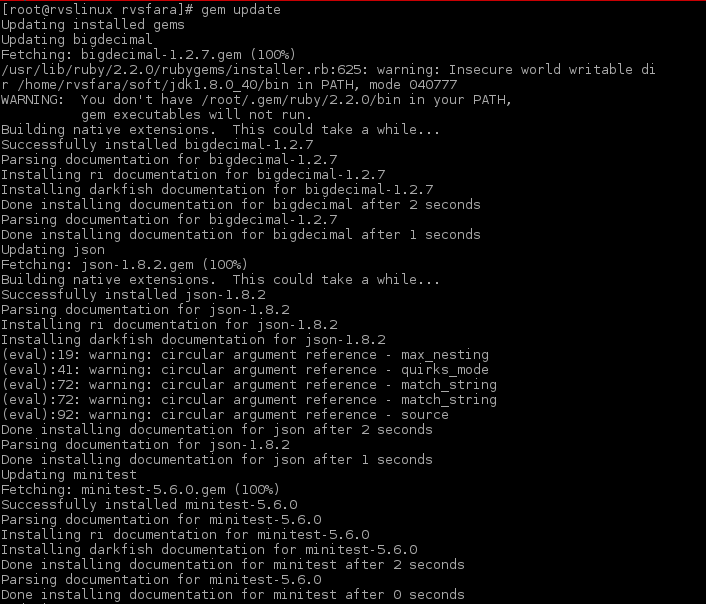 [root@rvslinux rvsfara]# gem update
Updating installed gems
Updating bigdecimal
Fetching: bigdecimal-1.2.7.gem (100%)
/usr/lib/ruby/2.2.0/rubygems/installer.rb:625: warning: Insecure world writable di
r /home/rvsfara/soft/jdk1.8.0_40/bin in PATH, mode 040777
WARNING:  You don't have /root/.gem/ruby/2.2.0/bin in your PATH,
          gem executables will not run.
Building native extensions.  This could take a while...
Successfully installed bigdecimal-1.2.7
Parsing documentation for bigdecimal-1.2.7
Installing ri documentation for bigdecimal-1.2.7
Installing darkfish documentation for bigdecimal-1.2.7
Done installing documentation for bigdecimal after 2 seconds
Parsing documentation for bigdecimal-1.2.7
Done installing documentation for bigdecimal after 1 seconds
Updating json
Fetching: json-1.8.2.gem (100%)
Building native extensions.  This could take a while...
Successfully installed json-1.8.2
Parsing documentation for json-1.8.2
Installing ri documentation for json-1.8.2
Installing darkfish documentation for json-1.8.2
(eval):19: warning: circular argument reference - max_nesting
(eval):41: warning: circular argument reference - quirks_mode
(eval):72: warning: circular argument reference - match_string
(eval):72: warning: circular argument reference - match_string
(eval):92: warning: circular argument reference - source
Done installing documentation for json after 2 seconds
Parsing documentation for json-1.8.2
Done installing documentation for json after 1 seconds
Updating minitest
Fetching: minitest-5.6.0.gem (100%)
Successfully installed minitest-5.6.0
Parsing documentation for minitest-5.6.0
Installing ri documentation for minitest-5.6.0
Installing darkfish documentation for minitest-5.6.0
Done installing documentation for minitest after 2 seconds
Parsing documentation for minitest-5.6.0
Done installing documentation for minitest after 0 seconds